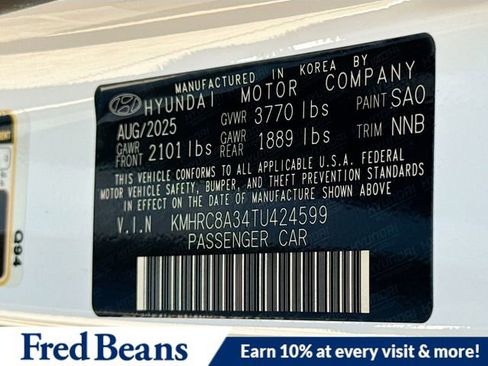 MANUFACTURED IN KOREA BY
HYUNDAI MOTOR COMPANY
AUG/2025 GVWR 3770 lbs PAINT SAO
GAWR FRONT 2101 lbs GAWR REAR 1889 lbs TRIM NNB
THIS VEHICLE CONFORMS TO ALL APPLICABLE U.S.A. FEDERAL
MOTOR VEHICLE SAFETY, BUMPER, AND THEFT PREVENTION STANDARDS
IN EFFECT ON THE DATE OF MANUFACTURE SHOWN ABOVE.
V.I.N KMHRC8A34TU424599
PASSENGER CAR
Q94
Fred Beans
Earn 10% at every visit & more!